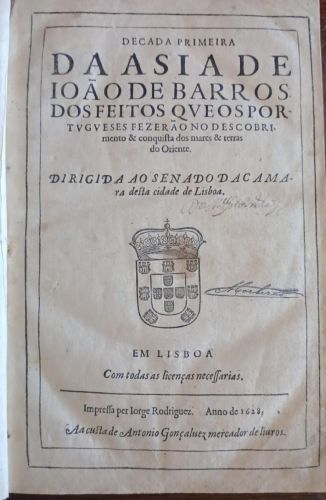 DECADA PRIMEIRA
DA ASIA DE
IOÃO DE BARROS
DOS FEITOS QVE OS POR-
TVGVESES FEZERÃO NO DESCOBRI-
mento & conquista dos mares & terras
do Oriente.
DIRIGIDA AO SENADO DA CAMA-
ra desta cidade de Lisboa.
EM LISBOA
Com todas as licenças necessarias.
Impressa per Iorge Rodriguez. Anno de 1628,
Aa custa de Antonio Gonçaluez mercador de liuros.